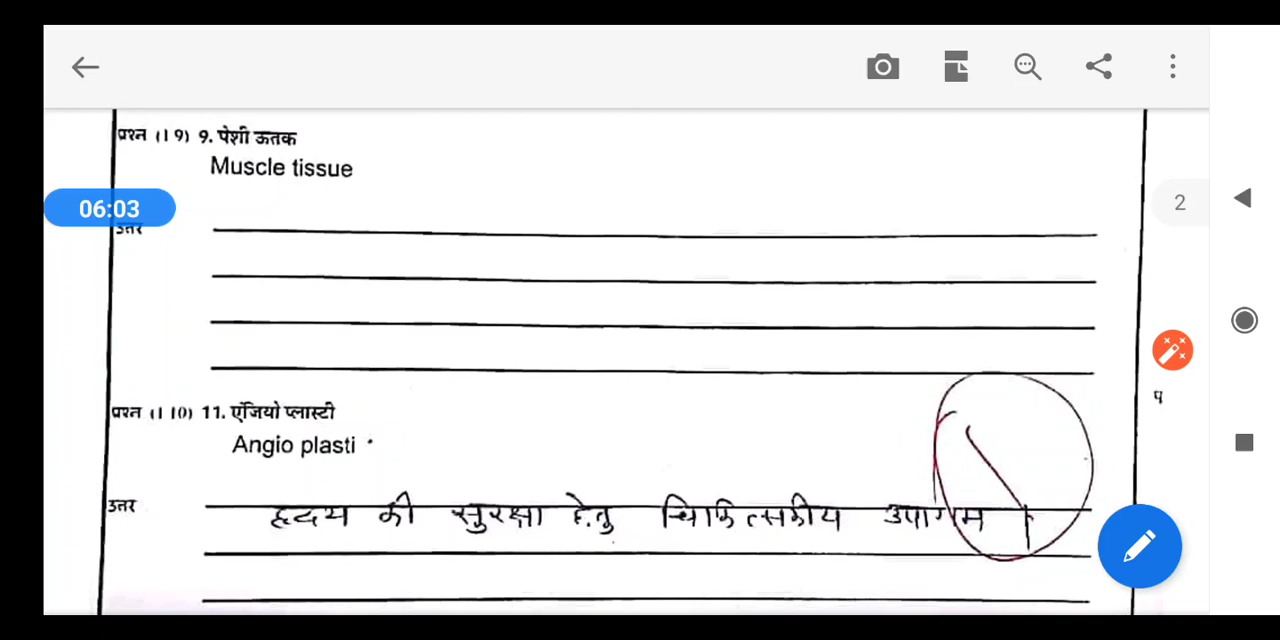 प्रश्न (1 9) 9. पेशी ऊतक
Muscle tissue
06:03
2
उत्तर
प
प्रश्न (1 10) 11. एंजियो प्लास्टी
Angio plasti
उत्तर
हृदय की सुरक्षा हेतु चिकित्सकीय उपागम।